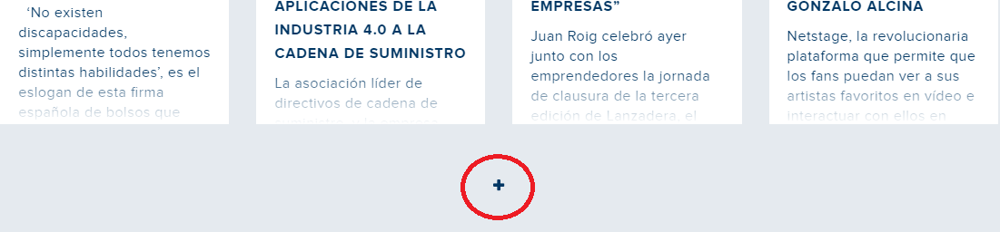 ‘No existen
discapacidades,
simplemente todos tenemos
distintas habilidades’, es el
eslogan de esta firma
española de bolsos que
APLICACIONES DE LA
INDUSTRIA 4.0 A LA
CADENA DE SUMINISTRO
La asociación líder de
directivos de cadena de
EMPRESAS”
Juan Roig celebró ayer
junto con los
emprendedores la jornada
de clausura de la tercera
edición de Lanzadera, el
GONZALO ALCINA
Netstage, la revolucionaria
plataforma que permite que
los fans puedan ver a sus
artistas favoritos en vídeo e
interactuar con ellos en
+